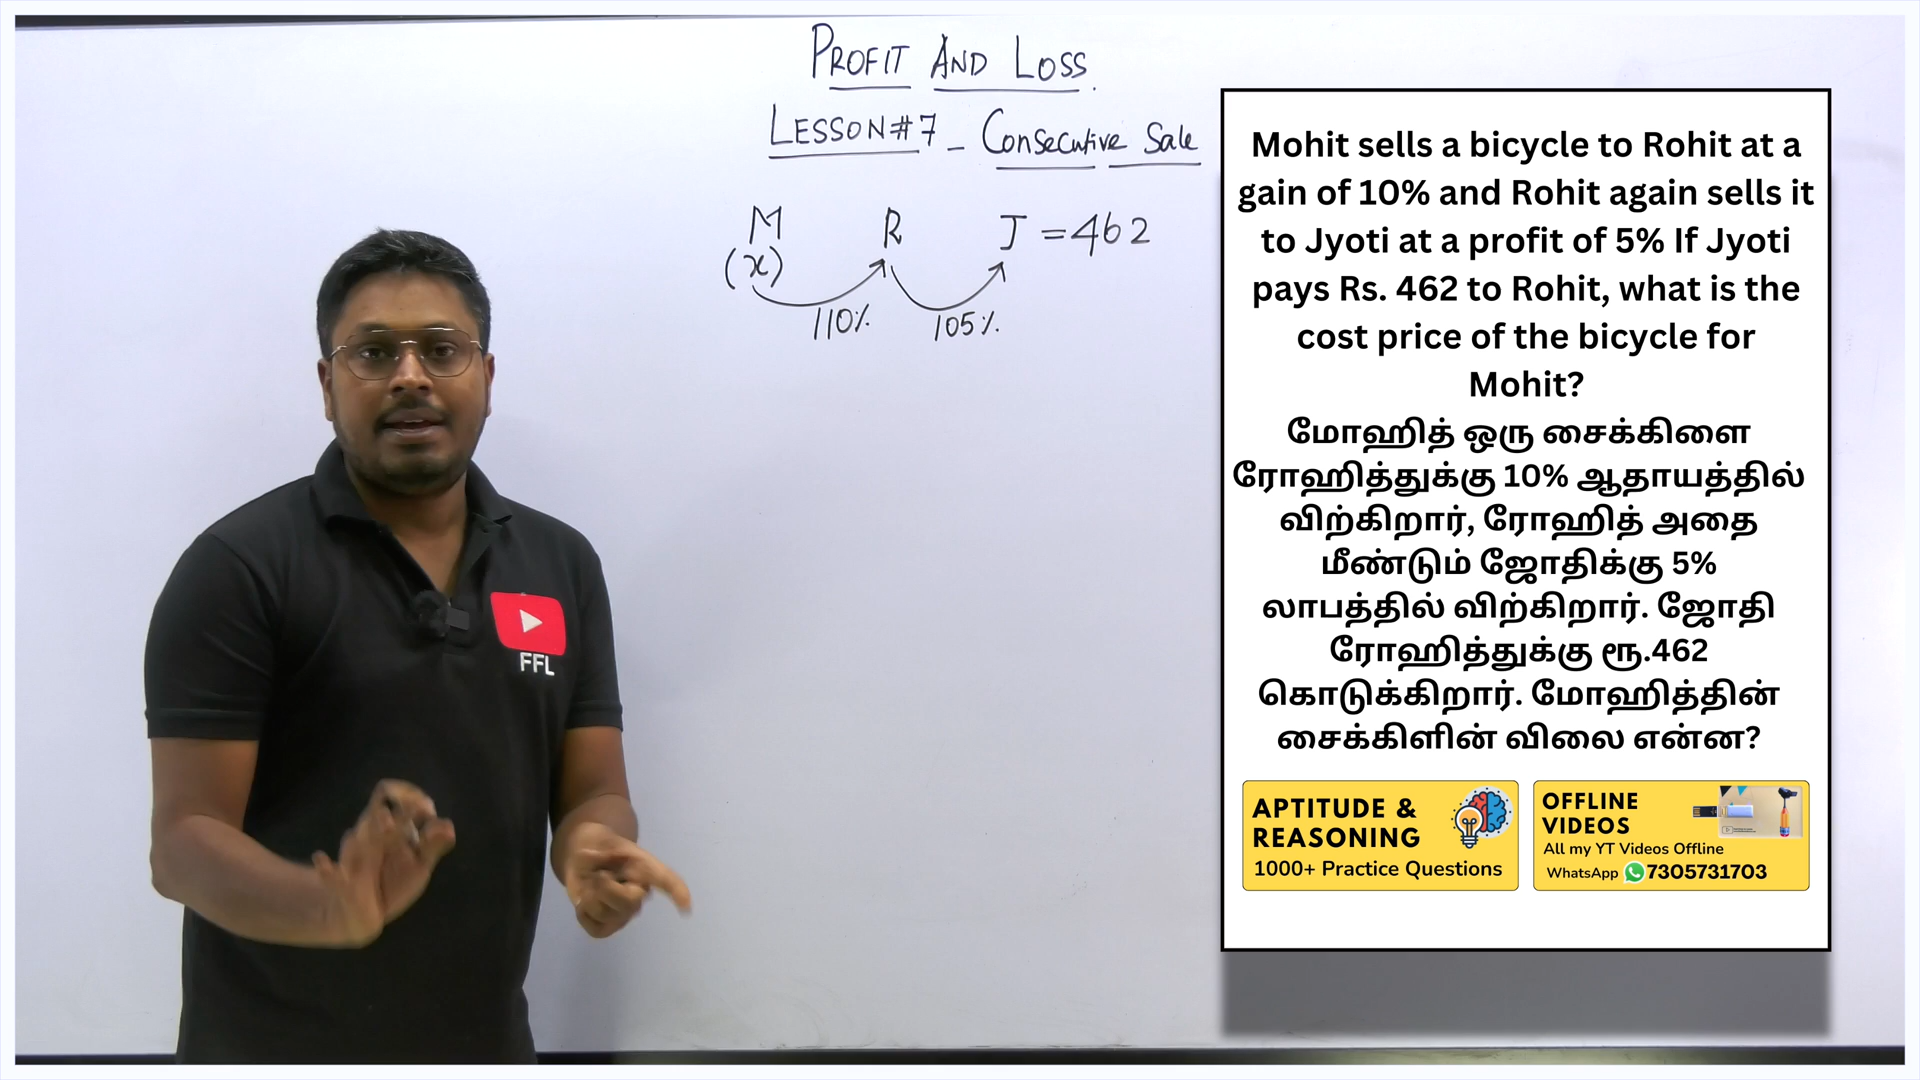 PROFIT AND LOSS.
LESSON#7 - Consecutive Sale
M R J = 462
(x)
110% 105%
Mohit sells a bicycle to Rohit at a
gain of 10% and Rohit again sells it
to Jyoti at a profit of 5% If Jyoti
pays Rs. 462 to Rohit, what is the
cost price of the bicycle for
Mohit?
மோஹித் ஒரு சைக்கிளை
ரோஹித்துக்கு 10% ஆதாயத்தில்
விற்கிறார், ரோஹித் அதை
மீண்டும் ஜோதிக்கு 5%
லாபத்தில் விற்கிறார். ஜோதி
ரோஹித்துக்கு ரூ.462
கொடுக்கிறார். மோஹித்தின்
சைக்கிளின் விலை என்ன?
APTITUDE &
REASONING
1000+ Practice Questions
OFFLINE
VIDEOS
All my YT Videos Offline
WhatsApp 7305731703
FFL